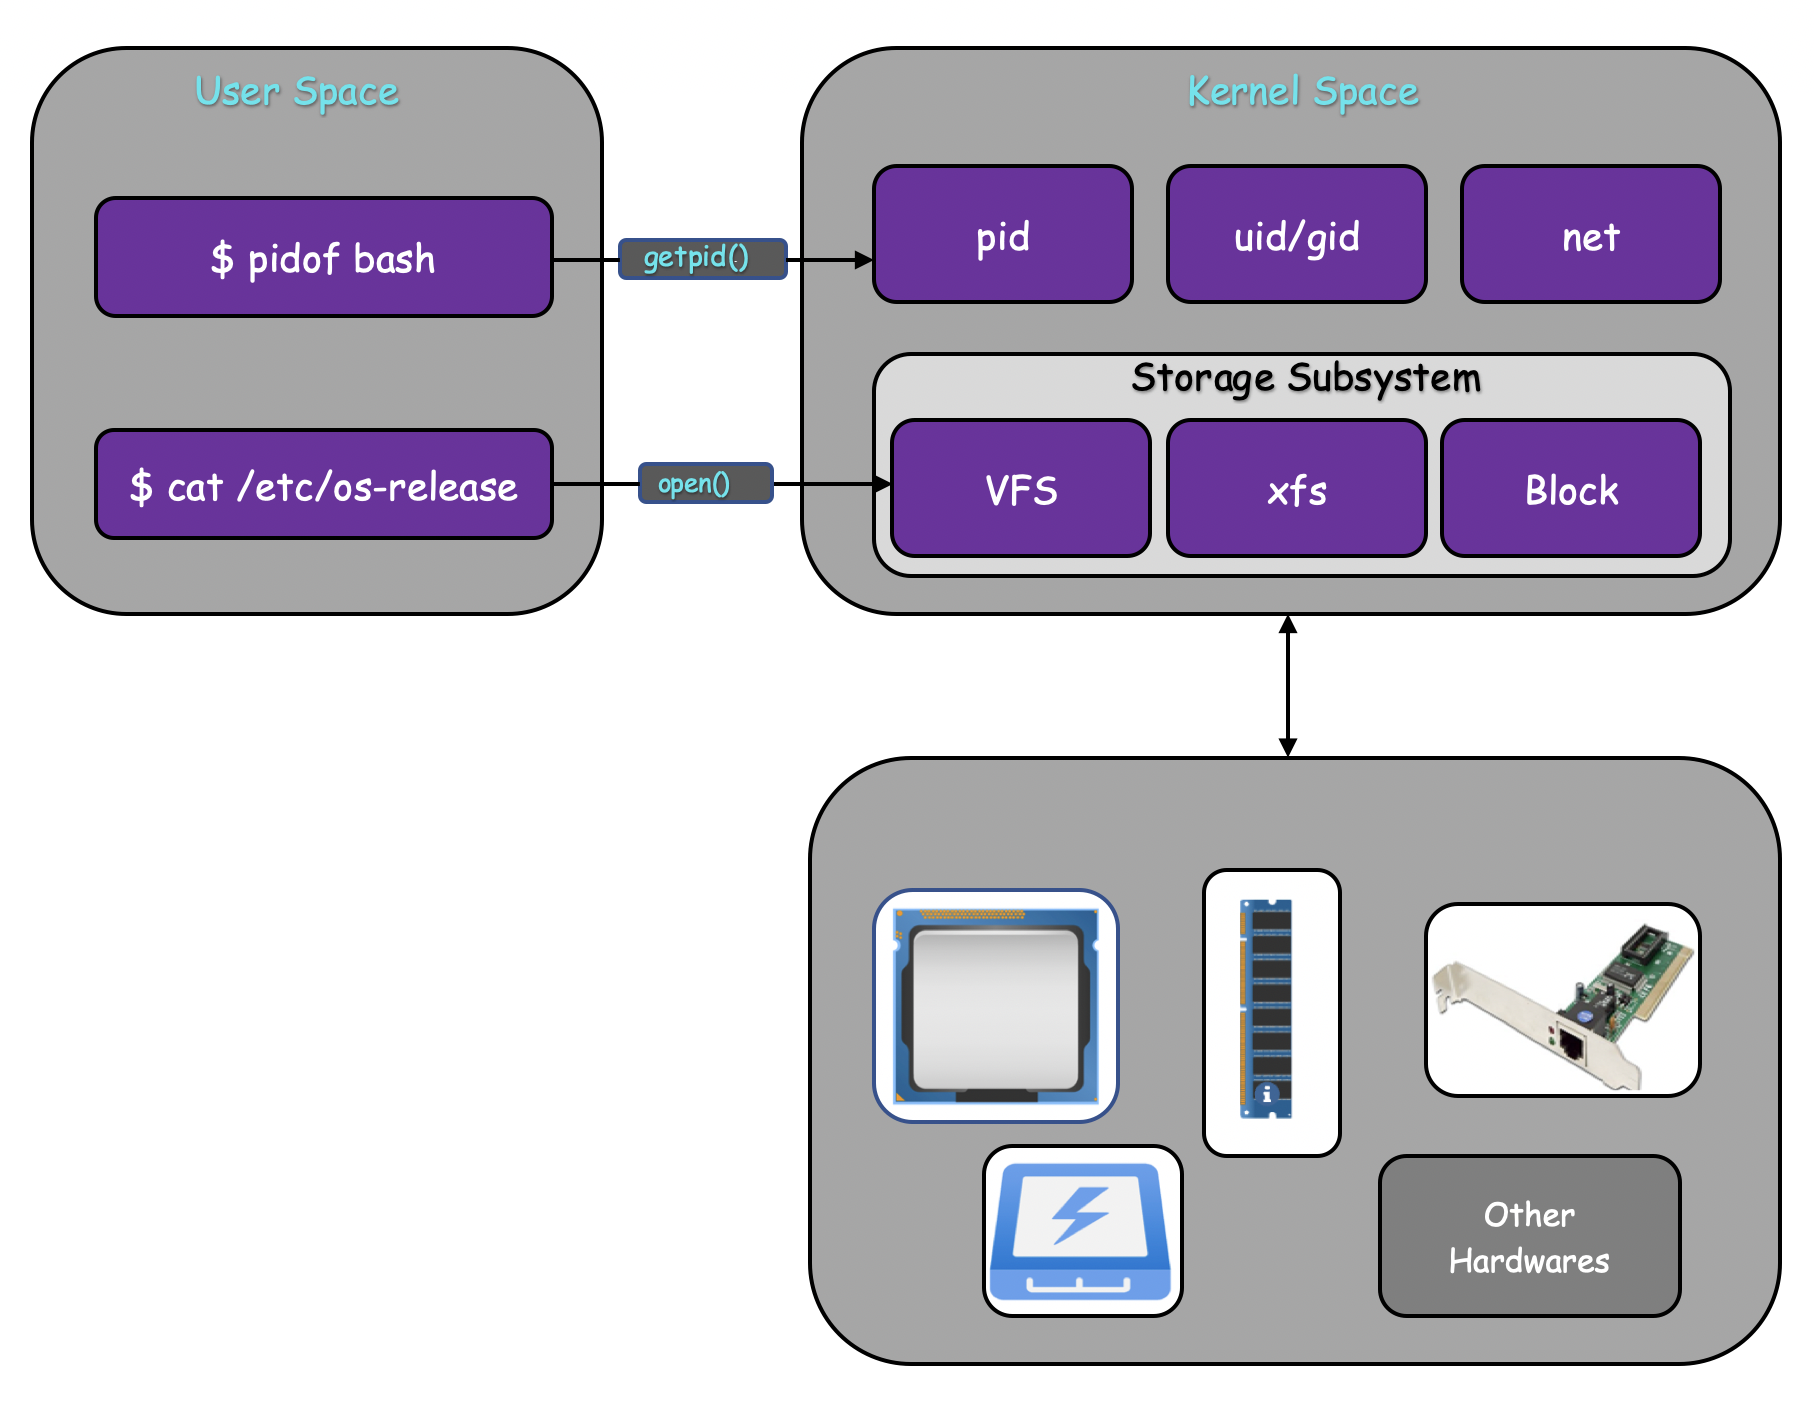 User Space
Kernel Space
$ pidof bash
getpid()
pid
uid/gid
net
Storage Subsystem
$ cat /etc/os-release
open()
VFS
xfs
Block
i
Other
Hardwares